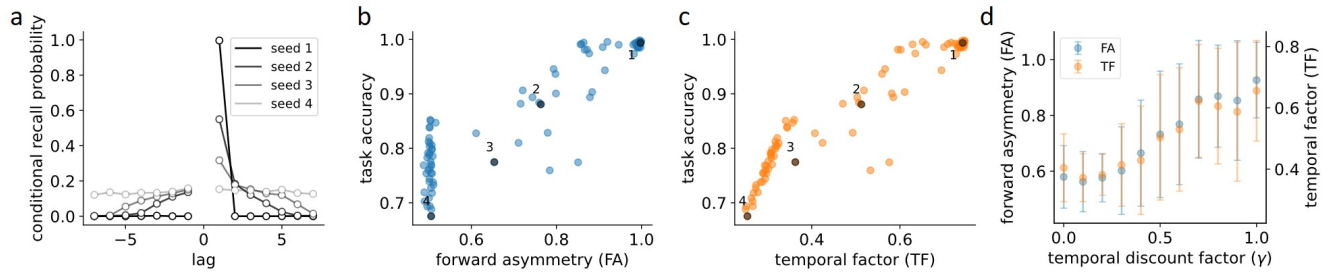 a
conditional recall probability
1.0
0.8
0.6
0.4
0.2
0.0
−5
0
5
lag
seed 1
seed 2
seed 3
seed 4
b
task accuracy
1.0
0.9
0.8
0.7
0.6
0.8
1.0
forward asymmetry (FA)
1
2
3
4
c
task accuracy
1.0
0.9
0.8
0.7
0.4
0.6
temporal factor (TF)
1
2
3
4
d
forward asymmetry (FA)
1.0
0.8
0.6
FA
TF
0.8
0.6
0.4
temporal factor (TF)
0.0
0.5
1.0
temporal discount factor (γ)